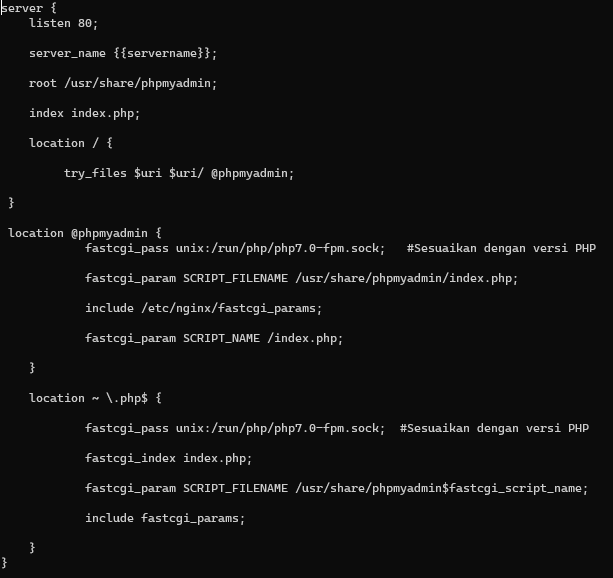 server {
    listen 80;
    server_name {{servername}};
    root /usr/share/phpmyadmin;
    index index.php;
    location / {
         try_files $uri $uri/ @phpmyadmin;
 }
 location @phpmyadmin {
            fastcgi_pass unix:/run/php/php7.0-fpm.sock;   #Sesuaikan dengan versi PHP
            fastcgi_param SCRIPT_FILENAME /usr/share/phpmyadmin/index.php;
            include /etc/nginx/fastcgi_params;
            fastcgi_param SCRIPT_NAME /index.php;
    }
    location ~ \.php$ {
            fastcgi_pass unix:/run/php/php7.0-fpm.sock;  #Sesuaikan dengan versi PHP
            fastcgi_index index.php;
            fastcgi_param SCRIPT_FILENAME /usr/share/phpmyadmin$fastcgi_script_name;
            include fastcgi_params;
    }
}